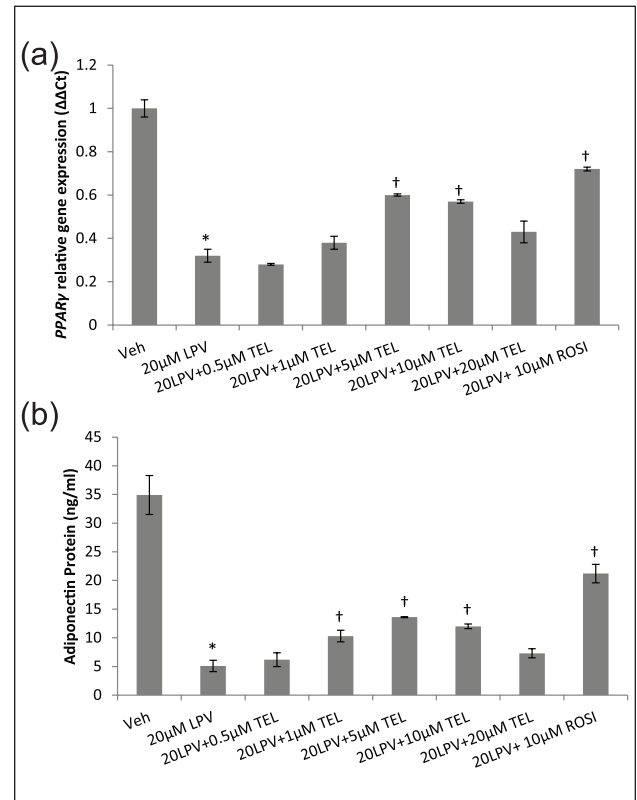 (a)
PPARγ relative gene expression (ΔΔCt)
1.2
1
0.8
0.6
0.4
0.2
0
*
†
†
†
Veh
20µM LPV
20LPV+0.5µM TEL
20LPV+1µM TEL
20LPV+5µM TEL
20LPV+10µM TEL
20LPV+20µM TEL
20LPV+ 10µM ROSI
(b)
Adiponectin Protein (ng/ml)
45
40
35
30
25
20
15
10
5
0
*
†
†
†
†
Veh
20µM LPV
20LPV+0.5µM TEL
20LPV+1µM TEL
20LPV+5µM TEL
20LPV+10µM TEL
20LPV+20µM TEL
20LPV+ 10µM ROSI